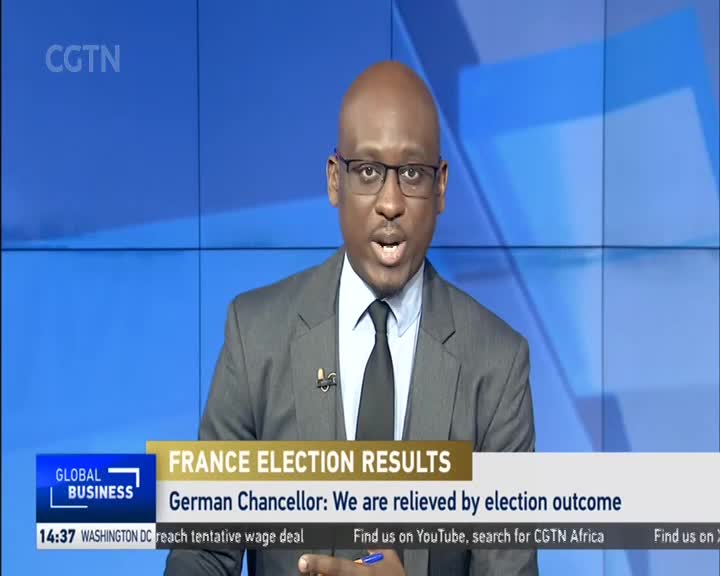 CGTN
FRANCE ELECTION RESULTS
GLOBAL
BUSINESS
German Chancellor: We are relieved by election outcome
14:37 WASHINGTON DC reach tentative wage deal Find us on YouTube, search for CGTN Africa Find us on X